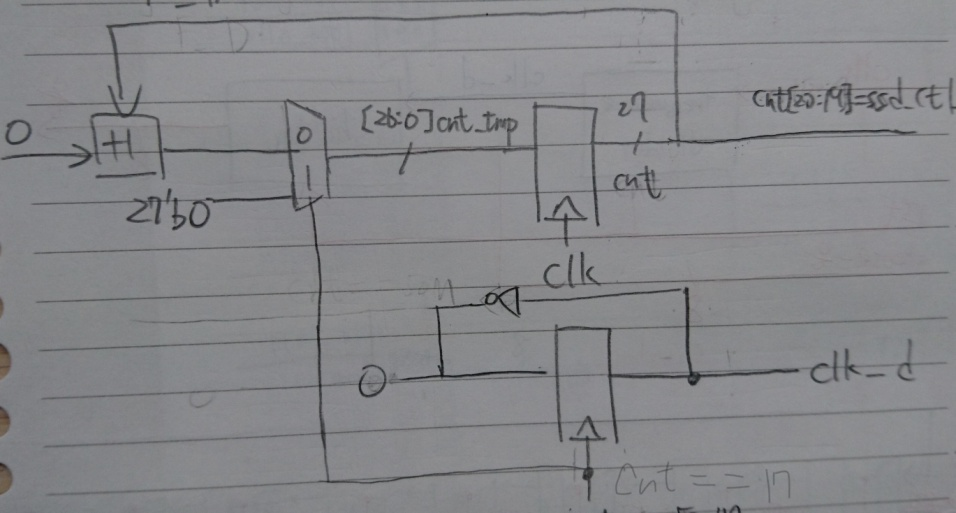 0
+1
27'b0
0
1
[26:0]cnt_tmp
27
cnt
cnt[20:19]=ssd_ctl
clk
0
clk_d
cnt==17